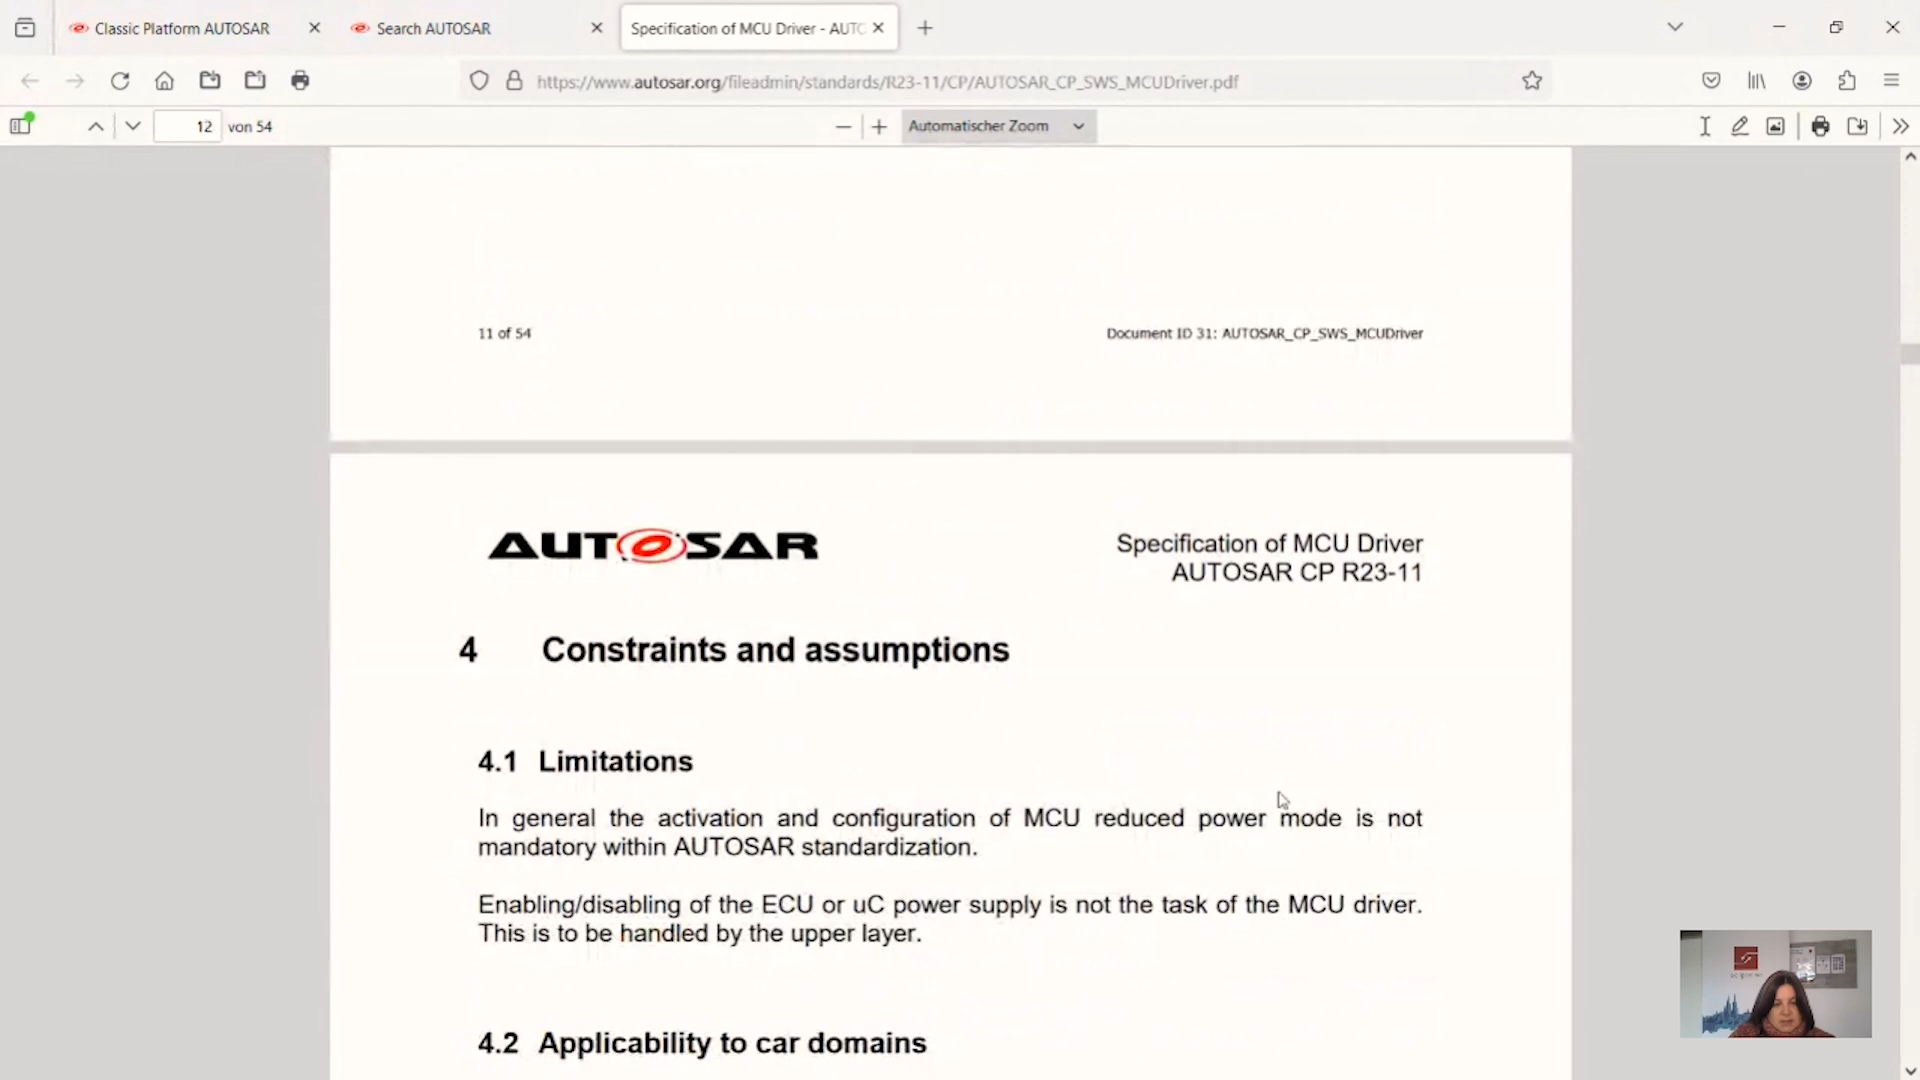 Classic Platform AUTOSAR
Search AUTOSAR
Specification of MCU Driver - AUTO
https://www.autosar.org/fileadmin/standards/R23-11/CP/AUTOSAR_CP_SWS_MCUDriver.pdf
12 von 54
Automatischer Zoom
11 of 54
Document ID 31: AUTOSAR_CP_SWS_MCUDriver
AUTOSAR
Specification of MCU Driver
AUTOSAR CP R23-11
4 Constraints and assumptions
4.1 Limitations
In general the activation and configuration of MCU reduced power mode is not
mandatory within AUTOSAR standardization.
Enabling/disabling of the ECU or uC power supply is not the task of the MCU driver.
This is to be handled by the upper layer.
4.2 Applicability to car domains